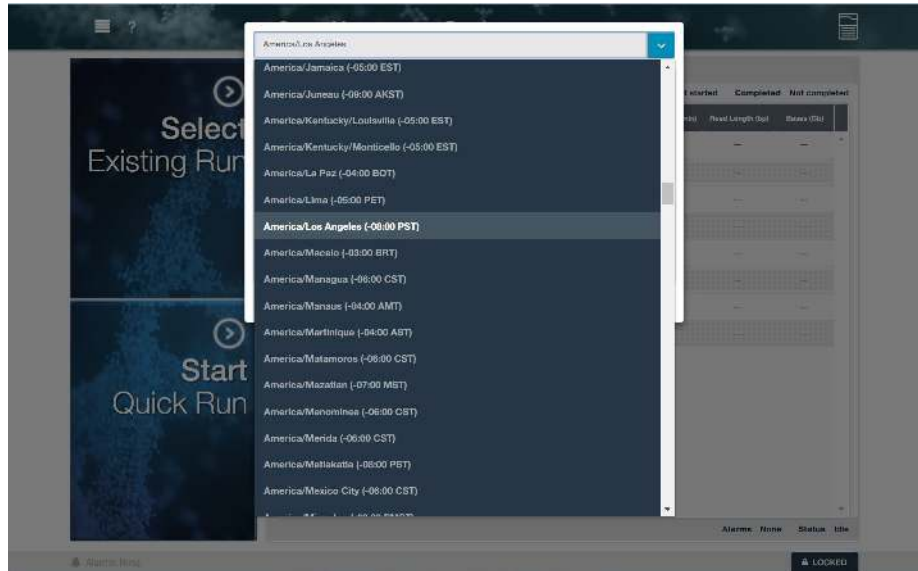 ?
America/Los Angeles
America/Jamaica (-05:00 EST)
America/Juneau (-09:00 AKST)
America/Kentucky/Louisville (-05:00 EST)
America/Kentucky/Monticello (-05:00 EST)
America/La Paz (-04:00 BOT)
America/Lima (-05:00 PET)
America/Los Angeles (-08:00 PST)
America/Maceio (-03:00 BRT)
America/Managua (-06:00 CST)
America/Manaus (-04:00 AMT)
America/Martinique (-04:00 AST)
America/Matamoros (-06:00 CST)
America/Mazatlan (-07:00 MST)
America/Menominee (-06:00 CST)
America/Merida (-06:00 CST)
America/Metlakatla (-08:00 PST)
America/Mexico City (-06:00 CST)
Select
Existing Run
Start
Quick Run
started Completed Not completed
Read Length (bp) Bases (Gb)
Alarms None Status Idle
Alarms None
LOCKED